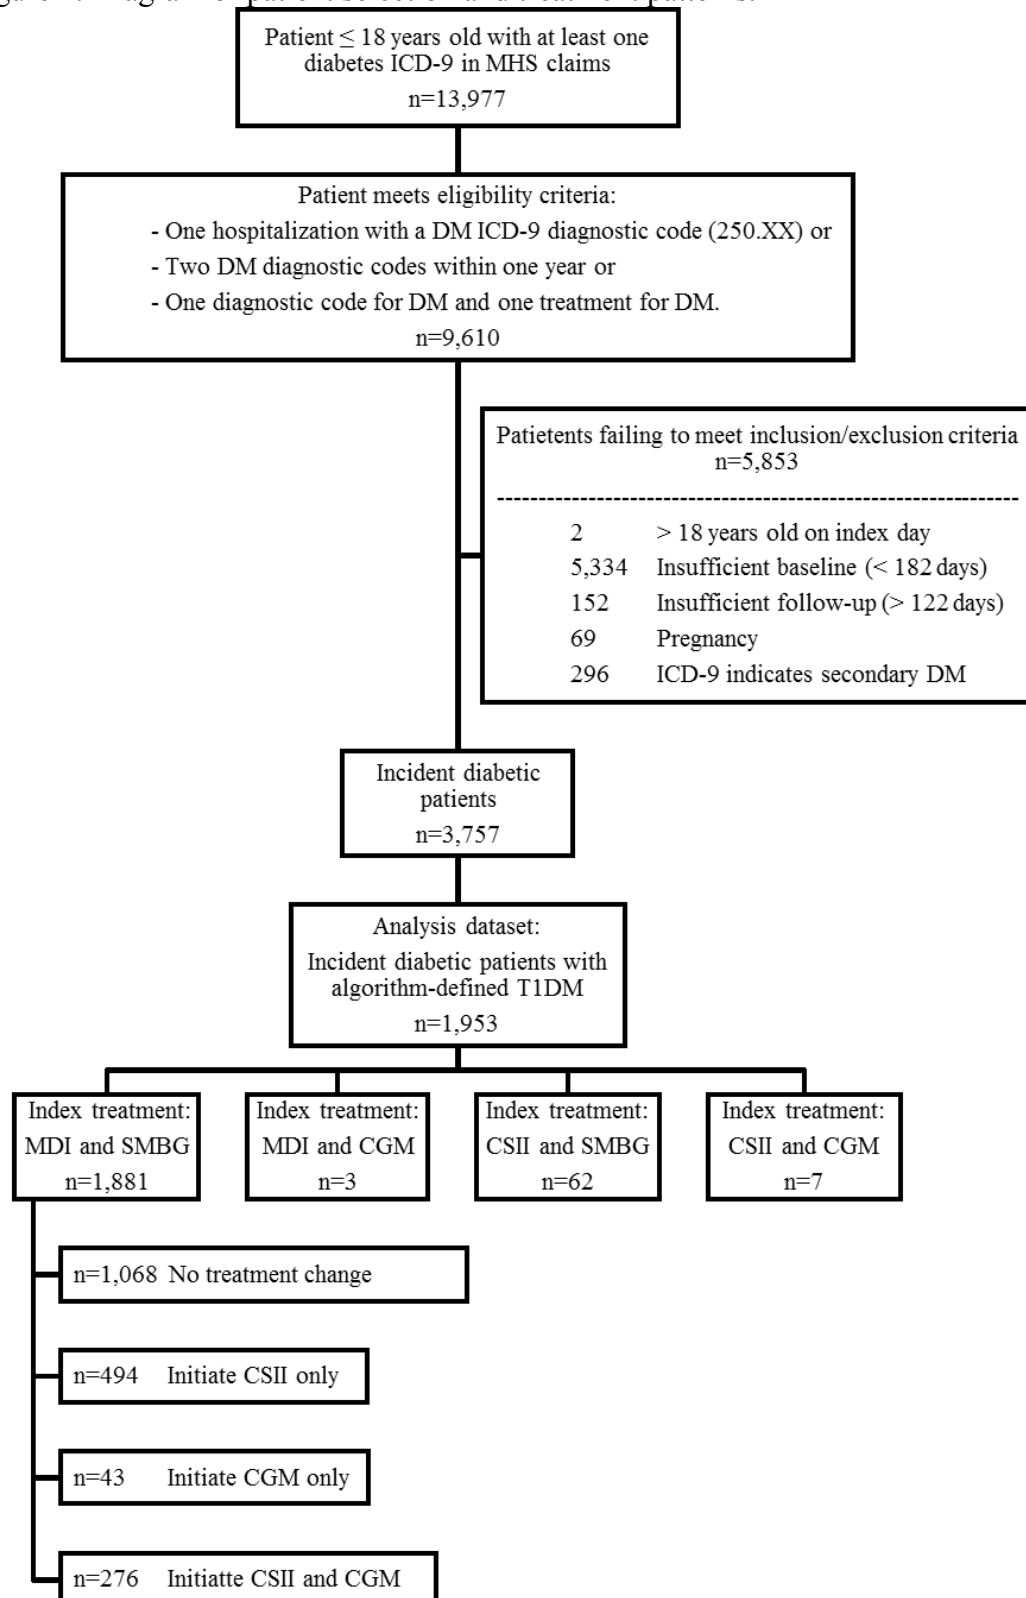 Patient ≤ 18 years old with at least one
diabetes ICD-9 in MHS claims
n=13,977
Patient meets eligibility criteria:
- One hospitalization with a DM ICD-9 diagnostic code (250.XX) or
- Two DM diagnostic codes within one year or
- One diagnostic code for DM and one treatment for DM.
n=9,610
Patietents failing to meet inclusion/exclusion criteria
n=5,853
--------------------------------------------------------------
2 > 18 years old on index day
5,334 Insufficient baseline (< 182 days)
152 Insufficient follow-up (> 122 days)
69 Pregnancy
296 ICD-9 indicates secondary DM
Incident diabetic
patients
n=3,757
Analysis dataset:
Incident diabetic patients with
algorithm-defined T1DM
n=1,953
Index treatment:
MDI and SMBG
n=1,881
Index treatment:
MDI and CGM
n=3
Index treatment:
CSII and SMBG
n=62
Index treatment:
CSII and CGM
n=7
n=1,068 No treatment change
n=494 Initiate CSII only
n=43 Initiate CGM only
n=276 Initiatte CSII and CGM